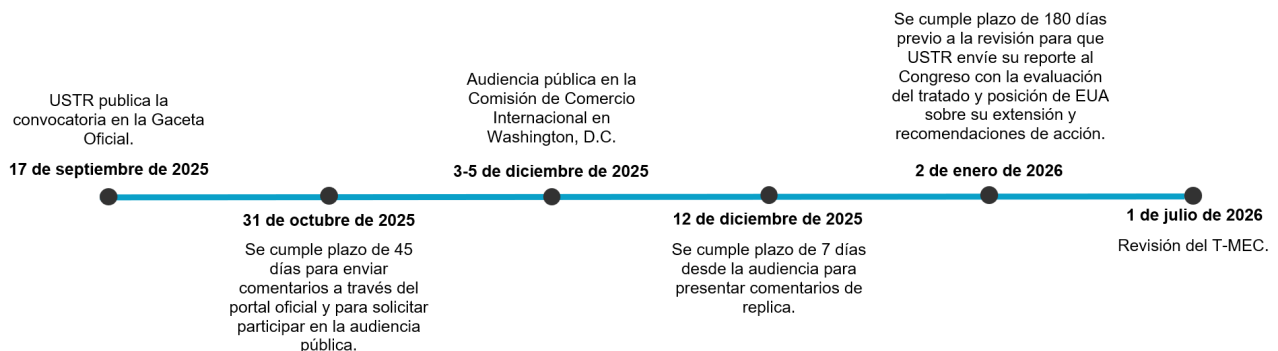 USTR publica la
convocatoria en la Gaceta
Oficial.
17 de septiembre de 2025
31 de octubre de 2025
Se cumple plazo de 45
días para enviar
comentarios a través del
portal oficial y para solicitar
participar en la audiencia
pública.
Audiencia pública en la
Comisión de Comercio
Internacional en
Washington, D.C.
3-5 de diciembre de 2025
12 de diciembre de 2025
Se cumple plazo de 7 días
desde la audiencia para
presentar comentarios de
replica.
Se cumple plazo de 180 días
previo a la revisión para que
USTR envíe su reporte al
Congreso con la evaluación
del tratado y posición de EUA
sobre su extensión y
recomendaciones de acción.
2 de enero de 2026
1 de julio de 2026
Revisión del T-MEC.